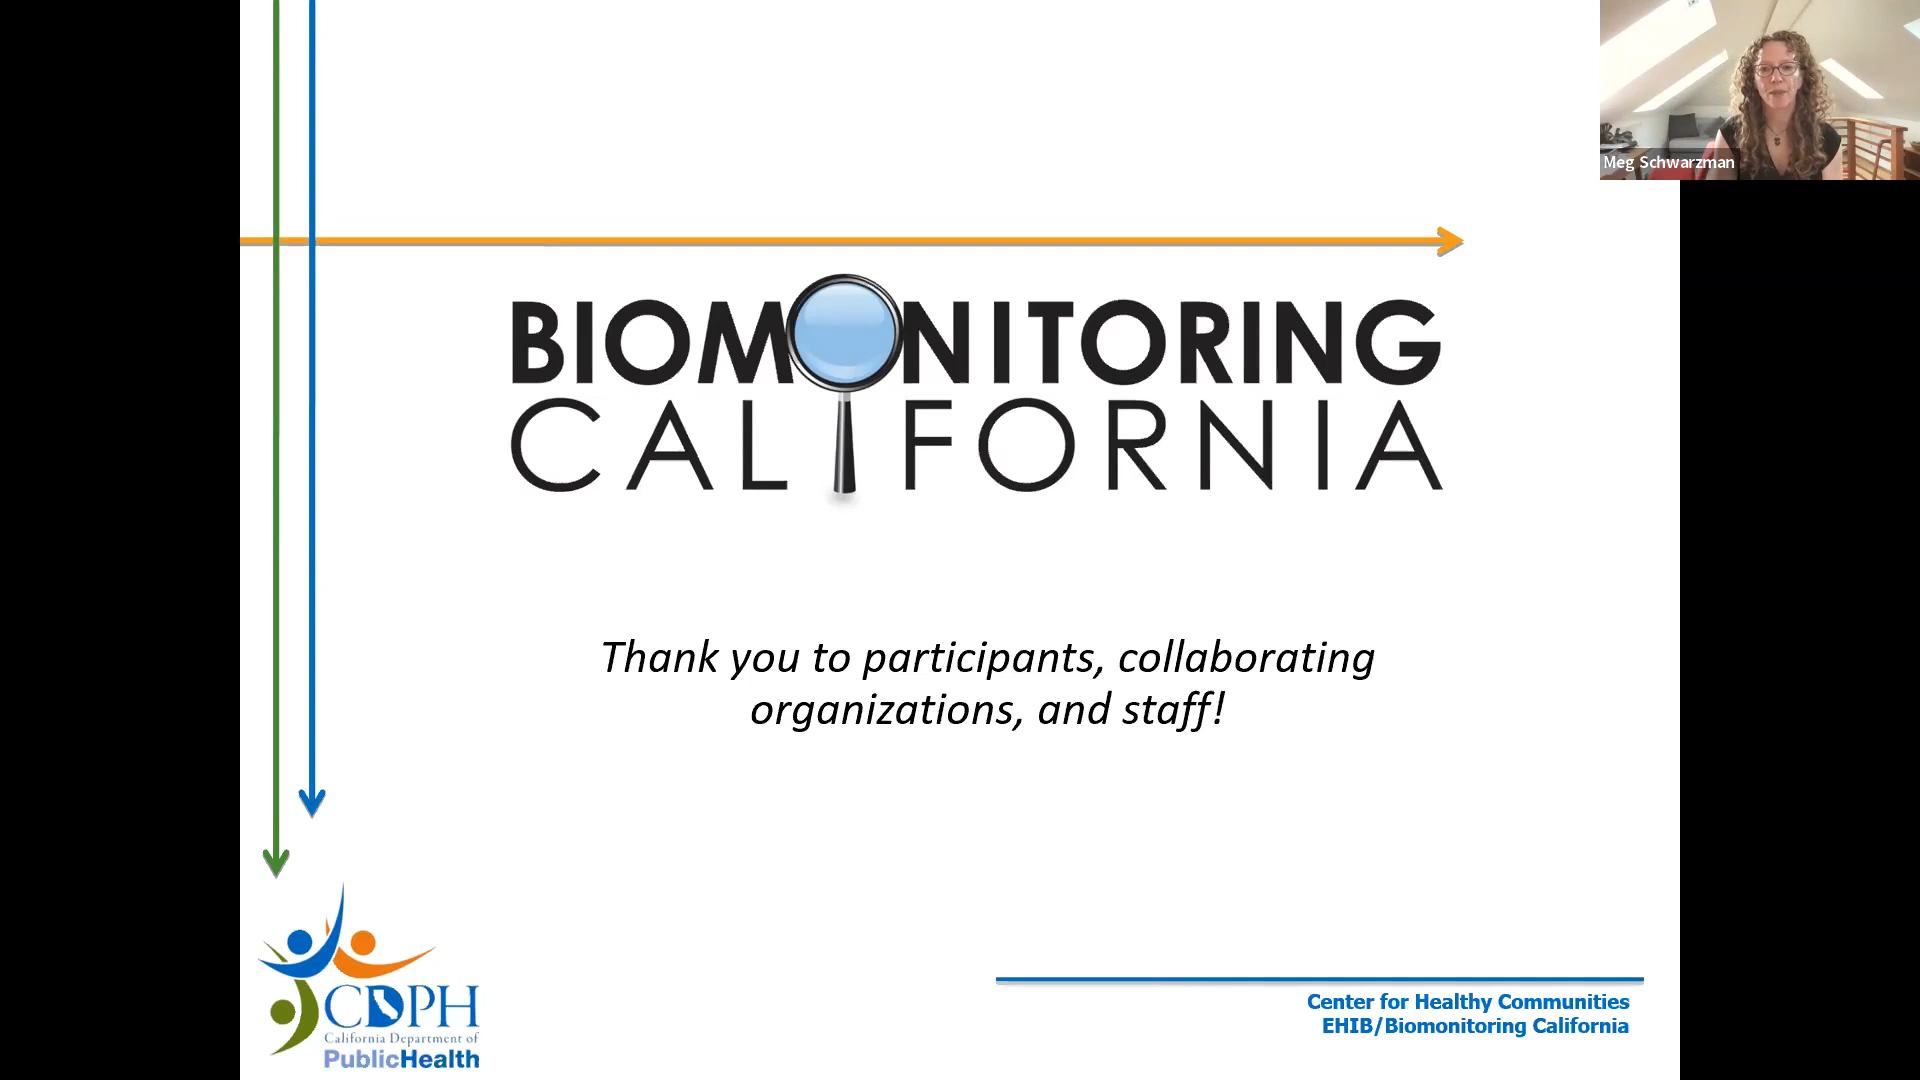 Meg Schwarzman
BIOMONITORING
CALIFORNIA
Thank you to participants, collaborating
organizations, and staff!
CDPH
California Department of
PublicHealth
Center for Healthy Communities
EHIB/Biomonitoring California